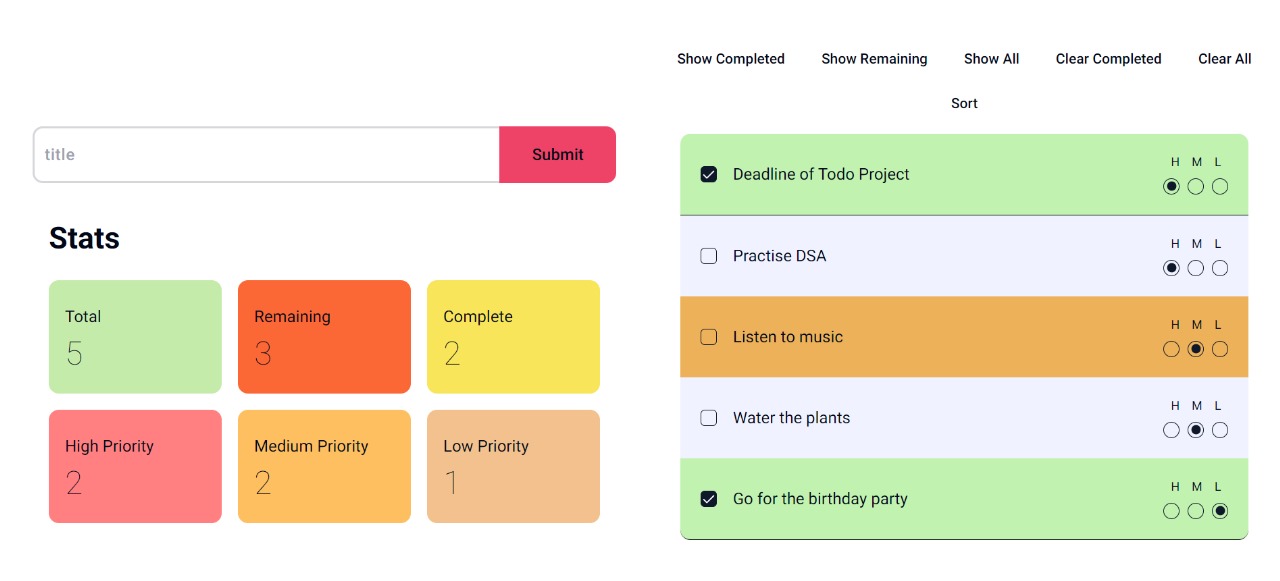 Show Completed Show Remaining Show All Clear Completed Clear All
Sort
title Submit
Stats
Total
5
Remaining
3
Complete
2
High Priority
2
Medium Priority
2
Low Priority
1
H M L
Deadline of Todo Project
H M L
Practise DSA
H M L
Listen to music
H M L
Water the plants
H M L
Go for the birthday party